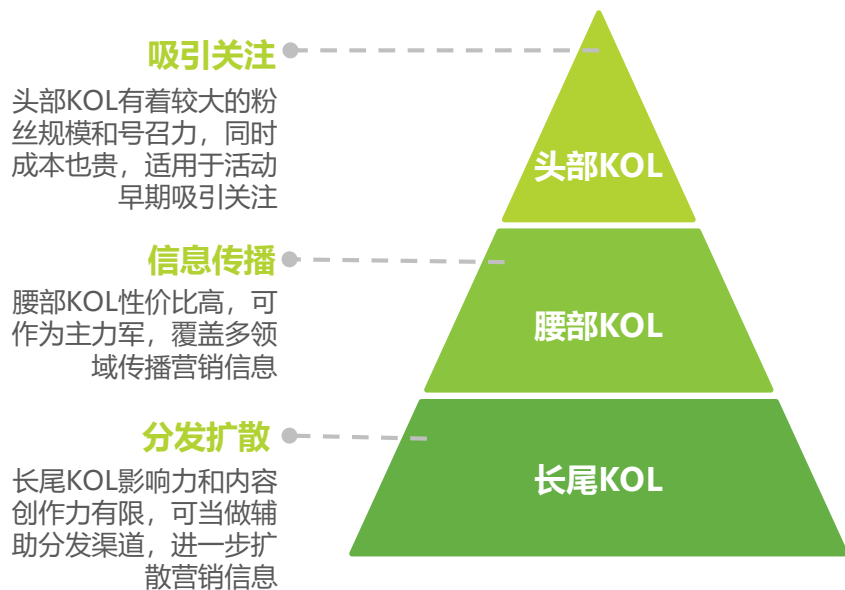 吸引关注
头部KOL有着较大的粉
丝规模和号召力，同时
成本也贵，适用于活动
早期吸引关注
头部KOL
信息传播
腰部KOL性价比高，可
作为主力军，覆盖多领
域传播营销信息
腰部KOL
分发扩散
长尾KOL影响力和内容
创作力有限，可当做辅
助分发渠道，进一步扩
散营销信息
长尾KOL